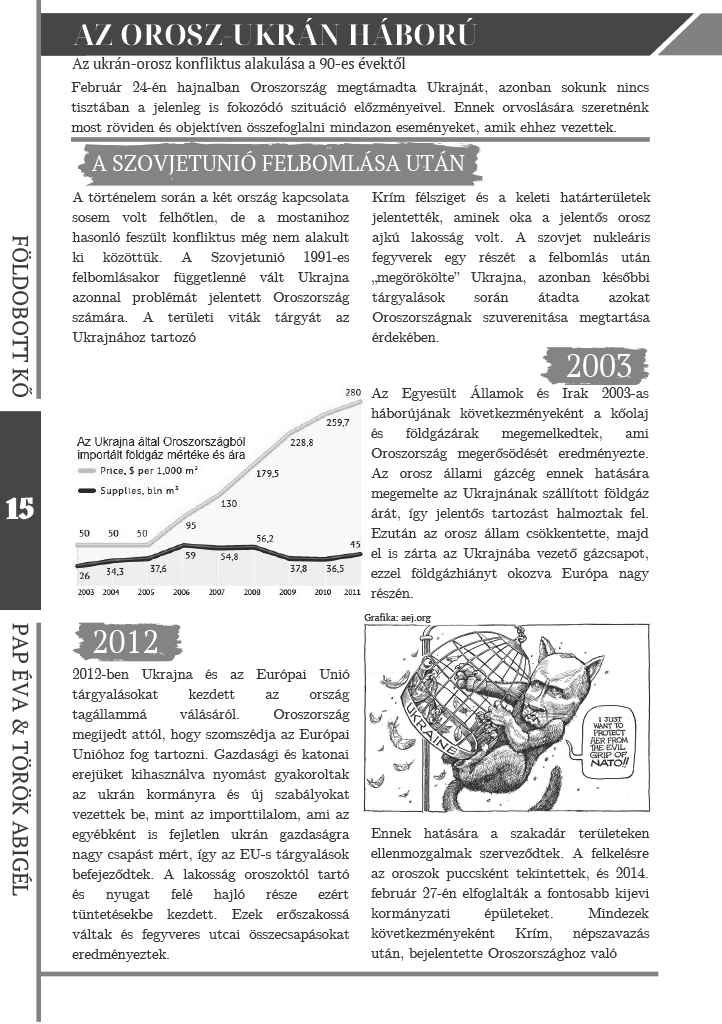 AZ OROSZ-UKRÁN HÁBORÚ
Az ukrán-orosz konfliktus alakulása a 90-es évektől
Február 24-én hajnalban Oroszország megtámadta Ukrajnát, azonban sokunk nincs
tisztában a jelenleg is fokozódó szituáció előzményeivel. Ennek orvoslására szeretnénk
most röviden és objektíven összefoglalni mindazon eseményeket, amik ehhez vezettek.
A SZOVJETUNIÓ FELBOMLÁSA UTÁN
A történelem során a két ország kapcsolata
sosem volt felhőtlen, de a mostanihoz
hasonló feszült konfliktus még nem alakult
ki közöttük. A Szovjetunió 1991-es
felbomlásakor függetlenné vált Ukrajna
azonnal problémát jelentett Oroszország
számára. A területi viták tárgyát az
Ukrajnához tartozó
Krím félsziget és a keleti határterületek
jelentették, aminek oka a jelentős orosz
ajkú lakosság volt. A szovjet nukleáris
fegyverek egy részét a felbomlás után
„megörökölte” Ukrajna, azonban későbbi
tárgyalások során átadta azokat
Oroszországnak szuverenitása megtartása
érdekében.
2003
Az Egyesült Államok és Irak 2003-as
háborújának következményeként a kőolaj
és földgázárak megemelkedtek, ami
Oroszország megerősödését eredményezte.
Az orosz állami gázcég ennek hatására
megemelte az Ukrajnának szállított földgáz
árát, így jelentős tartozást halmoztak fel.
Ezután az orosz állam csökkentette, majd
el is zárta az Ukrajnába vezető gázcsapot,
ezzel földgázhiányt okozva Európa nagy
részén.
Az Ukrajna által Oroszországból
importált földgáz mértéke és ára
Price, $ per 1,000 m³
Supplies, bln m³
50 50 50 95 130 179,5 228,8 259,7 280
26 34,3 37,6 59 54,8 56,2 37,8 36,5 45
2003 2004 2005 2006 2007 2008 2009 2010 2011
Grafika: aej.org
UKRAINE
I JUST
WANT TO
PROTECT
HER FROM
THE EVIL
GRIP OF
NATO!!
2012
2012-ben Ukrajna és az Európai Unió
tárgyalásokat kezdett az ország
tagállammá válásáról. Oroszország
megijedt attól, hogy szomszédja az Európai
Unióhoz fog tartozni. Gazdasági és katonai
erejüket kihasználva nyomást gyakoroltak
az ukrán kormányra és új szabályokat
vezettek be, mint az importtilalom, ami az
egyébként is fejletlen ukrán gazdaságra
nagy csapást mért, így az EU-s tárgyalások
befejeződtek. A lakosság oroszoktól tartó
és nyugat felé hajló része ezért
tüntetésekbe kezdett. Ezek erőszakossá
váltak és fegyveres utcai összecsapásokat
eredményeztek.
Ennek hatására a szakadár területeken
ellenmozgalmak szerveződtek. A felkelésre
az oroszok puccsként tekintettek, és 2014.
február 27-én elfoglalták a fontosabb kijevi
kormányzati épületeket. Mindezek
következményeként Krím, népszavazás
után, bejelentette Oroszországhoz való
FÖLDOBOTT KŐ
15
PAP ÉVA & TÖRÖK ABIGÉL